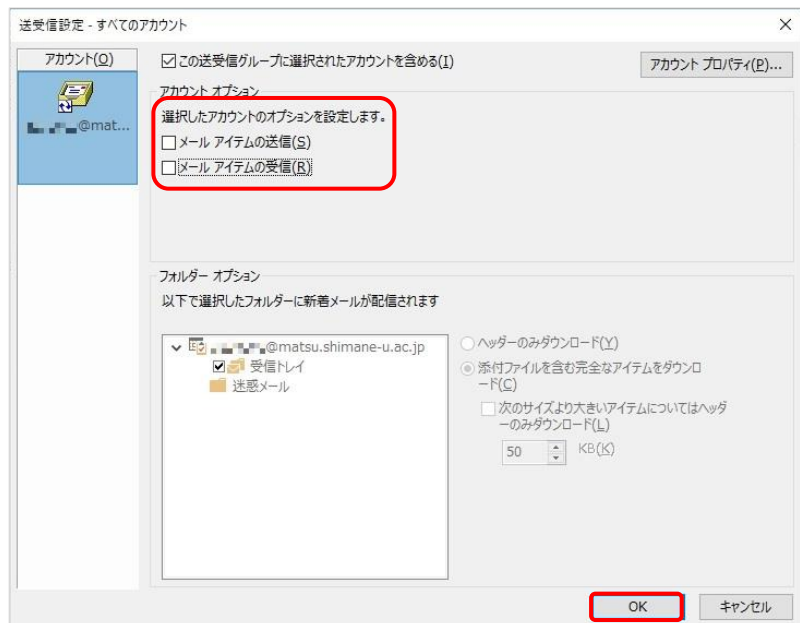 送受信設定 - すべてのアカウント
アカウント(O)
@mat...
この送受信グループに選択されたアカウントを含める(I)
アカウント プロパティ(P)...
アカウント オプション
選択したアカウントのオプションを設定します。
メール アイテムの送信(S)
メール アイテムの受信(R)
フォルダー オプション
以下で選択したフォルダーに新着メールが配信されます
@matsu.shimane-u.ac.jp
受信トレイ
迷惑メール
ヘッダーのみダウンロード(Y)
添付ファイルを含む完全なアイテムをダウンロ
ード(C)
次のサイズより大きいアイテムについてはヘッダ
ーのみダウンロード(L)
50 KB(K)
OK
キャンセル